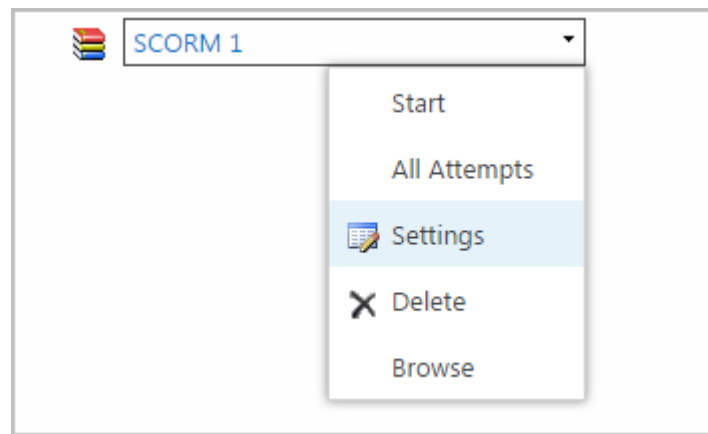 SCORM 1
Start
All Attempts
Settings
Delete
Browse